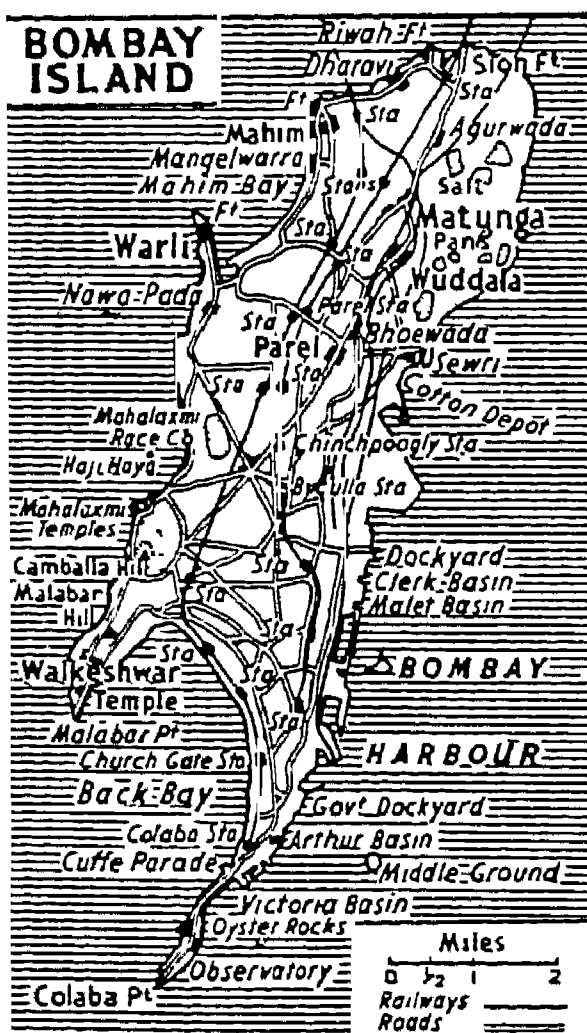 BOMBAY
ISLAND
Riwah Ft
Dharavi
Sion Ft
Sta
Ft
Sta
Mahim
Agurwada
Mangelwarra
Mahim Bay
Stans
Salt
Ft
Matunga
Warli
Sta
Sta
Pans
Wuddala
Nawa-Pada
Parel Sta
Sta
Bhoewada
Parel
Sewri
Sta
Sta
Cotton Depot
Mahalaxmi
Race Co
Chinchpoogly Sta
Haji Haya
Byculla Sta
Mahalaxmis
Temples
Dockyard
Camballa Hill
Sta
Clerk-Basin
Malabar
Hill
Sta
Malet Basin
Sta
Sta
Walkeshwar
Temple
Sta
BOMBAY
Sta
Malabar Pt
HARBOUR
Church Gate Sta
Back-Bay
Govt Dockyard
Colaba Sta
Arthur Basin
Cuffe Parade
Middle-Ground
Victoria Basin
Oyster Rocks
Observatory
Colaba Pt
Miles
0 ½ 1 2
Railways
Roads